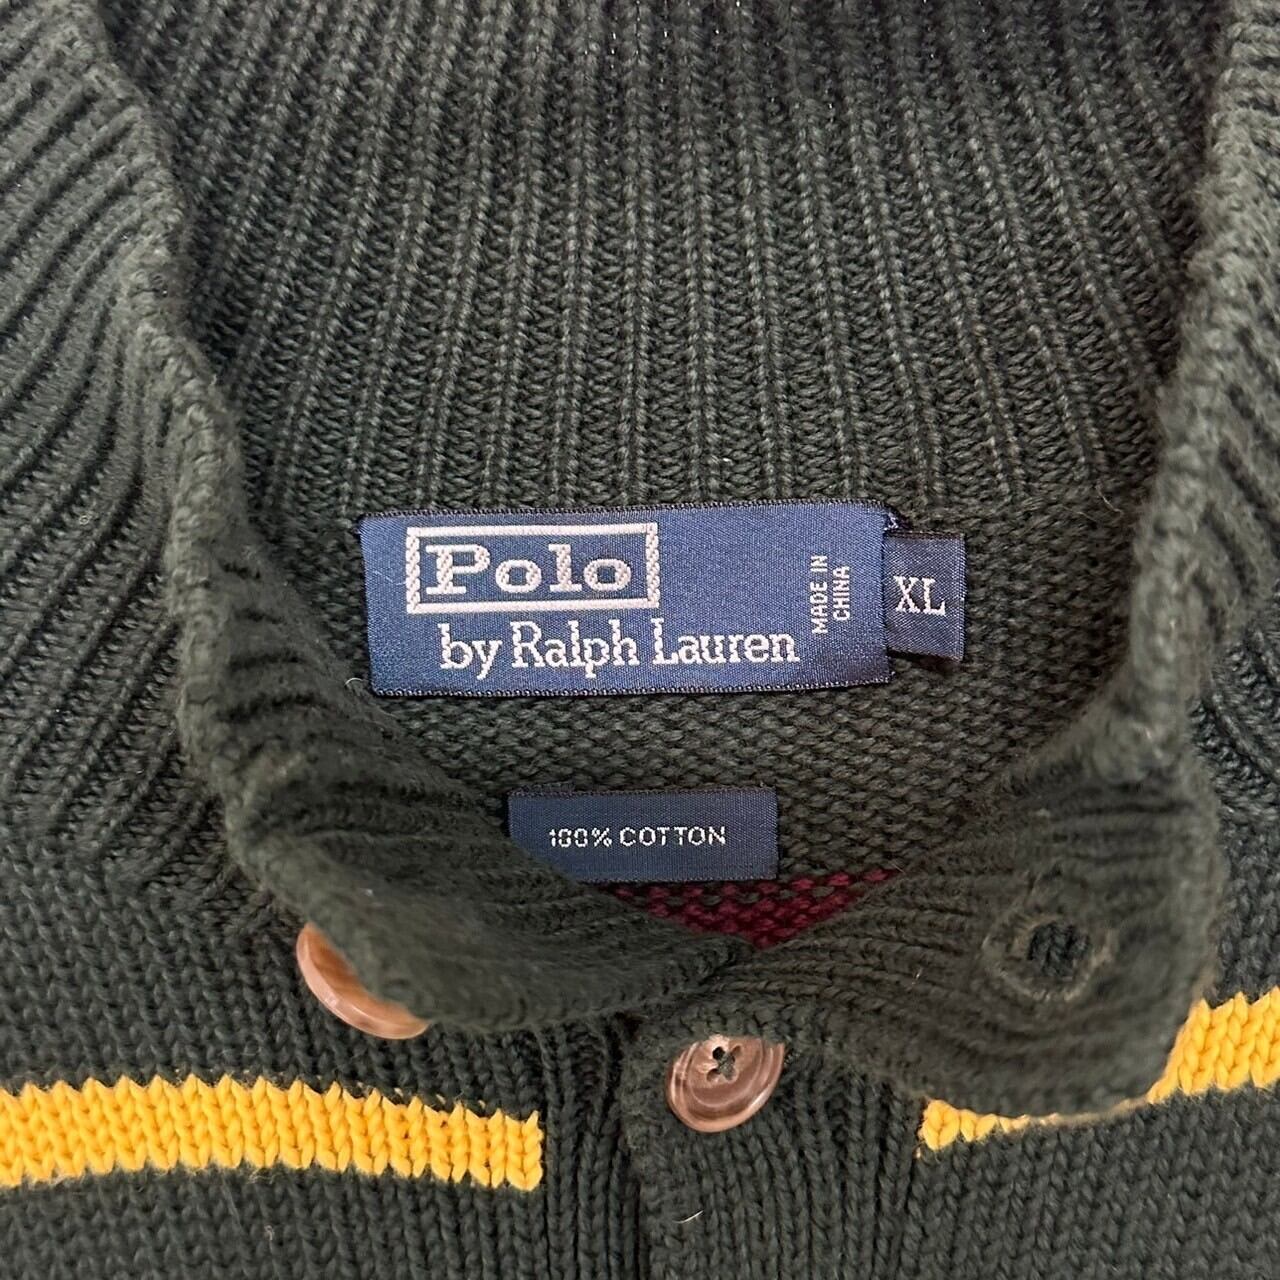 Polo
by Ralph Lauren
MADE IN
CHINA
XL
100% COTTON